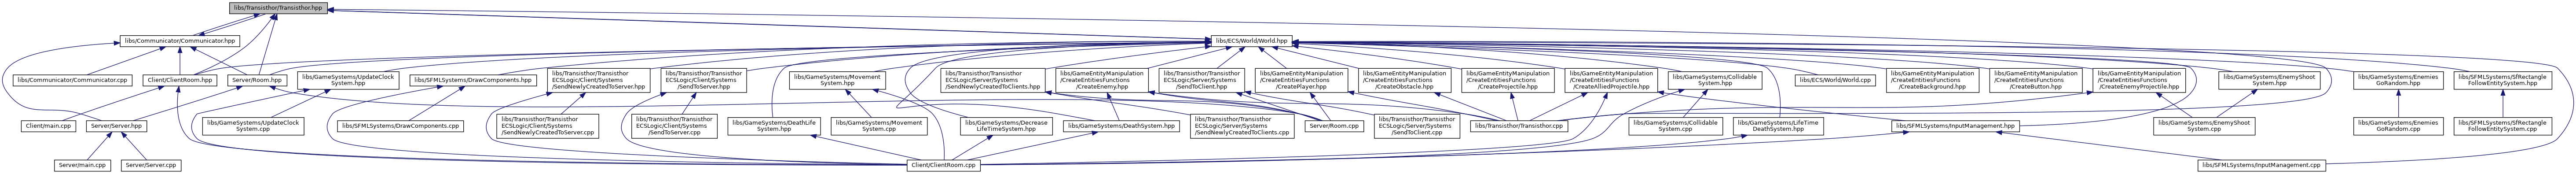 libs/Transisthor/Transisthor.hpp
libs/Communicator/Communicator.hpp
libs/ECS/World/World.hpp
libs/Communicator/Communicator.cpp
Client/ClientRoom.hpp
Server/Room.hpp
libs/GameSystems/UpdateClock
System.hpp
libs/SFMLSystems/DrawComponents.hpp
libs/Transisthor/Transisthor
ECSLogic/Client/Systems
/SendNewlyCreatedToServer.hpp
libs/Transisthor/Transisthor
ECSLogic/Client/Systems
/SendToServer.hpp
libs/GameSystems/Movement
System.hpp
libs/Transisthor/Transisthor
ECSLogic/Server/Systems
/SendNewlyCreatedToClients.hpp
libs/GameEntityManipulation
/CreateEntitiesFunctions
/CreateEnemy.hpp
libs/Transisthor/Transisthor
ECSLogic/Server/Systems
/SendToClient.hpp
libs/GameEntityManipulation
/CreateEntitiesFunctions
/CreatePlayer.hpp
libs/GameEntityManipulation
/CreateEntitiesFunctions
/CreateObstacle.hpp
libs/GameEntityManipulation
/CreateEntitiesFunctions
/CreateProjectile.hpp
libs/GameEntityManipulation
/CreateEntitiesFunctions
/CreateAlliedProjectile.hpp
libs/GameSystems/Collidable
System.hpp
libs/ECS/World/World.cpp
libs/GameEntityManipulation
/CreateEntitiesFunctions
/CreateBackground.hpp
libs/GameEntityManipulation
/CreateEntitiesFunctions
/CreateButton.hpp
libs/GameEntityManipulation
/CreateEntitiesFunctions
/CreateEnemyProjectile.hpp
libs/GameSystems/EnemyShoot
System.hpp
libs/GameSystems/Enemies
GoRandom.hpp
libs/SFMLSystems/SfRectangle
FollowEntitySystem.hpp
Client/main.cpp
Server/Server.hpp
libs/GameSystems/UpdateClock
System.cpp
libs/SFMLSystems/DrawComponents.cpp
libs/Transisthor/Transisthor
ECSLogic/Client/Systems
/SendNewlyCreatedToServer.cpp
libs/Transisthor/Transisthor
ECSLogic/Client/Systems
/SendToServer.cpp
libs/GameSystems/DeathLife
System.hpp
libs/GameSystems/Movement
System.cpp
libs/GameSystems/Decrease
LifeTimeSystem.hpp
libs/GameSystems/DeathSystem.hpp
libs/Transisthor/Transisthor
ECSLogic/Server/Systems
/SendNewlyCreatedToClients.cpp
Server/Room.cpp
libs/Transisthor/Transisthor
ECSLogic/Server/Systems
/SendToClient.cpp
libs/Transisthor/Transisthor.cpp
libs/GameSystems/Collidable
System.cpp
libs/GameSystems/LifeTime
DeathSystem.hpp
libs/SFMLSystems/InputManagement.hpp
libs/GameSystems/EnemyShoot
System.cpp
libs/GameSystems/Enemies
GoRandom.cpp
libs/SFMLSystems/SfRectangle
FollowEntitySystem.cpp
Server/main.cpp
Server/Server.cpp
Client/ClientRoom.cpp
libs/SFMLSystems/InputManagement.cpp